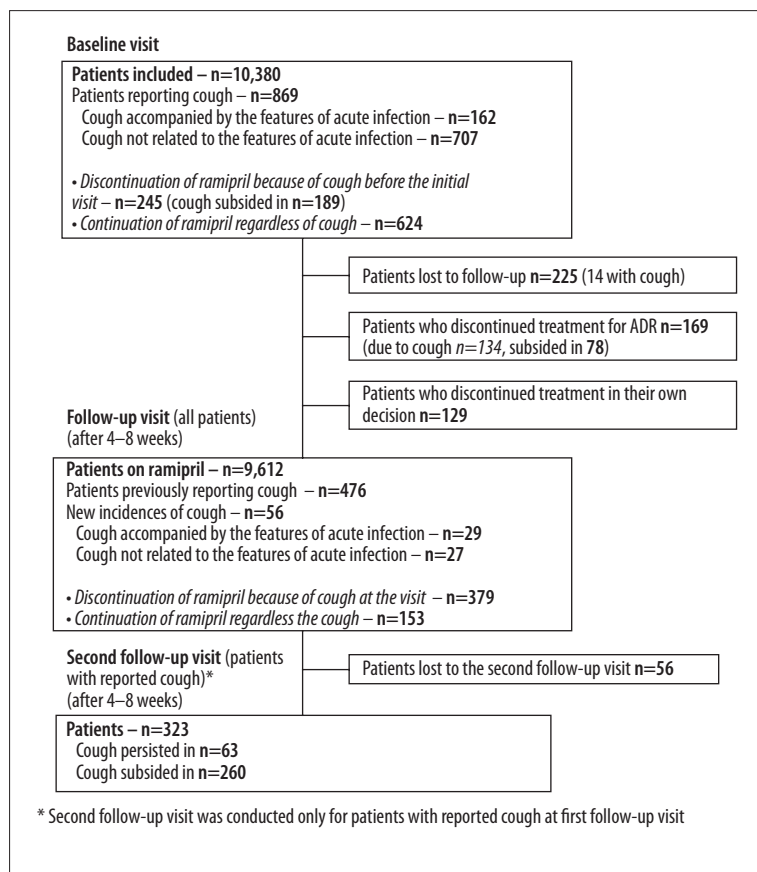 Baseline visit
Patients included – n=10,380
Patients reporting cough – n=869
Cough accompanied by the features of acute infection – n=162
Cough not related to the features of acute infection – n=707
• Discontinuation of ramipril because of cough before the initial
visit – n=245 (cough subsided in n=189)
• Continuation of ramipril regardless of cough – n=624
Patients lost to follow-up n=225 (14 with cough)
Patients who discontinued treatment for ADR n=169
(due to cough n=134, subsided in 78)
Patients who discontinued treatment in their own
decision n=129
Follow-up visit (all patients)
(after 4–8 weeks)
Patients on ramipril – n=9,612
Patients previously reporting cough – n=476
New incidences of cough – n=56
Cough accompanied by the features of acute infection – n=29
Cough not related to the features of acute infection – n=27
• Discontinuation of ramipril because of cough at the visit – n=379
• Continuation of ramipril regardless the cough – n=153
Second follow-up visit (patients
with reported cough)*
(after 4–8 weeks)
Patients lost to the second follow-up visit n=56
Patients – n=323
Cough persisted in n=63
Cough subsided in n=260
* Second follow-up visit was conducted only for patients with reported cough at first follow-up visit